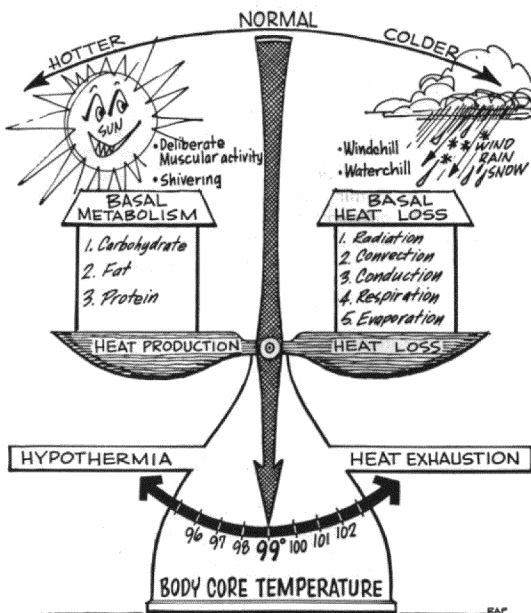 NORMAL
HOTTER
COLDER
SUN
•Deliberate
Muscular activity
•Shivering
•Windchill
•Waterchill
WIND
RAIN
SNOW
BASAL
METABOLISM
1. Carbohydrate
2. Fat
3. Protein
BASAL
HEAT LOSS
1. Radiation
2. Convection
3. Conduction
4. Respiration
5. Evaporation
HEAT PRODUCTION
HEAT LOSS
HYPOTHERMIA
HEAT EXHAUSTION
96 97 98 99° 100 101 102
BODY CORE TEMPERATURE